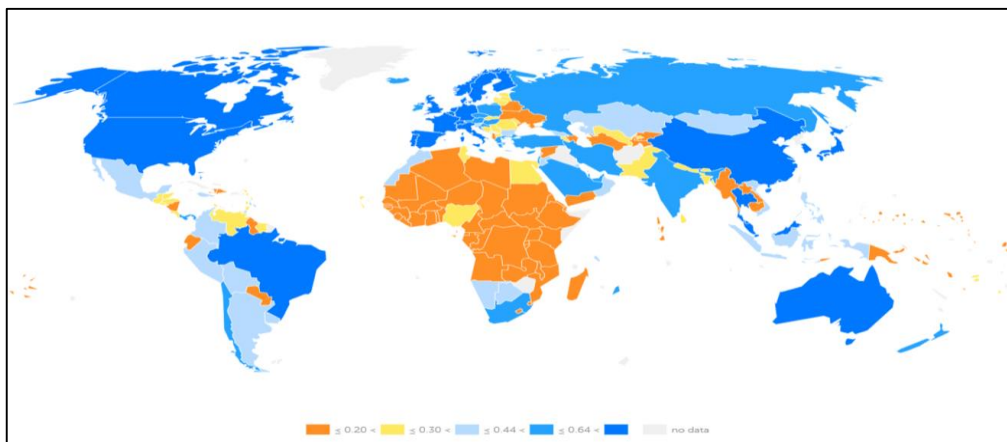 ≤ 0.20 < ≤ 0.30 < ≤ 0.44 < ≤ 0.64 < no data